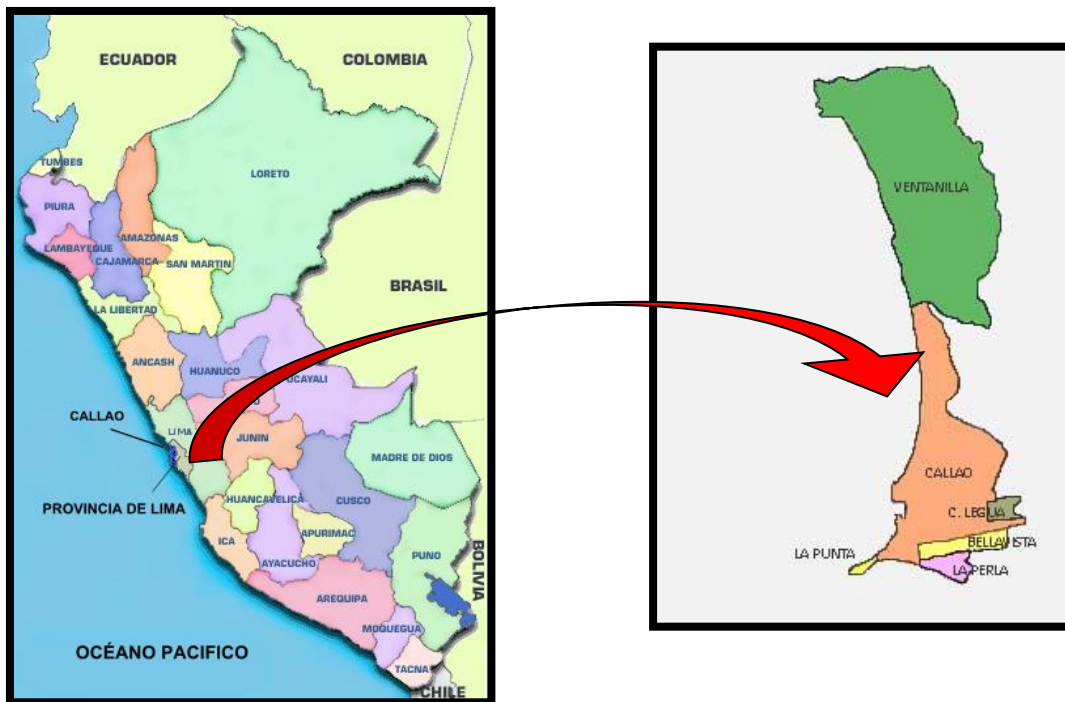 ECUADOR
COLOMBIA
TUMBES
LORETO
PIURA
AMAZONAS
LAMBAYEQUE
CAJAMARCA
SAN MARTIN
BRASIL
LA LIBERTAD
ANCASH
HUANUCO
UCAYALI
CALLAO
LIMA
JUNIN
MADRE DE DIOS
PROVINCIA DE LIMA
HUANCAVELICA
CUSCO
ICA
APURIMAC
AYACUCHO
PUNO
BOLIVIA
AREQUIPA
MOQUEGUA
OCÉANO PACIFICO
TACNA
CHILE
VENTANILLA
CALLAO
C. LEGUA
BELLAVISTA
LA PUNTA
LA PERLA